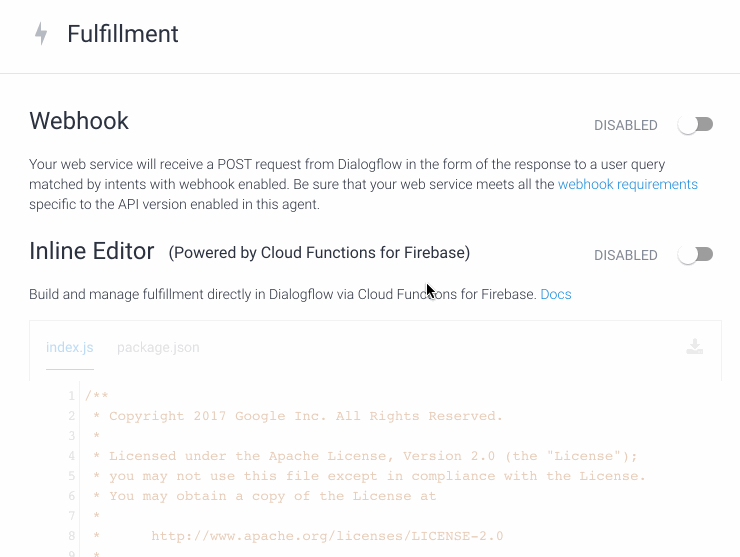 Fulfillment
Webhook
DISABLED
Your web service will receive a POST request from Dialogflow in the form of the response to a user query
matched by intents with webhook enabled. Be sure that your web service meets all the webhook requirements
specific to the API version enabled in this agent.
Inline Editor (Powered by Cloud Functions for Firebase)
DISABLED
Build and manage fulfillment directly in Dialogflow via Cloud Functions for Firebase. Docs
index.js package.json
1 /**
2 * Copyright 2017 Google Inc. All Rights Reserved.
3 *
4 * Licensed under the Apache License, Version 2.0 (the "License");
5 * you may not use this file except in compliance with the License.
6 * You may obtain a copy of the License at
7 *
8 * http://www.apache.org/licenses/LICENSE-2.0
9 *